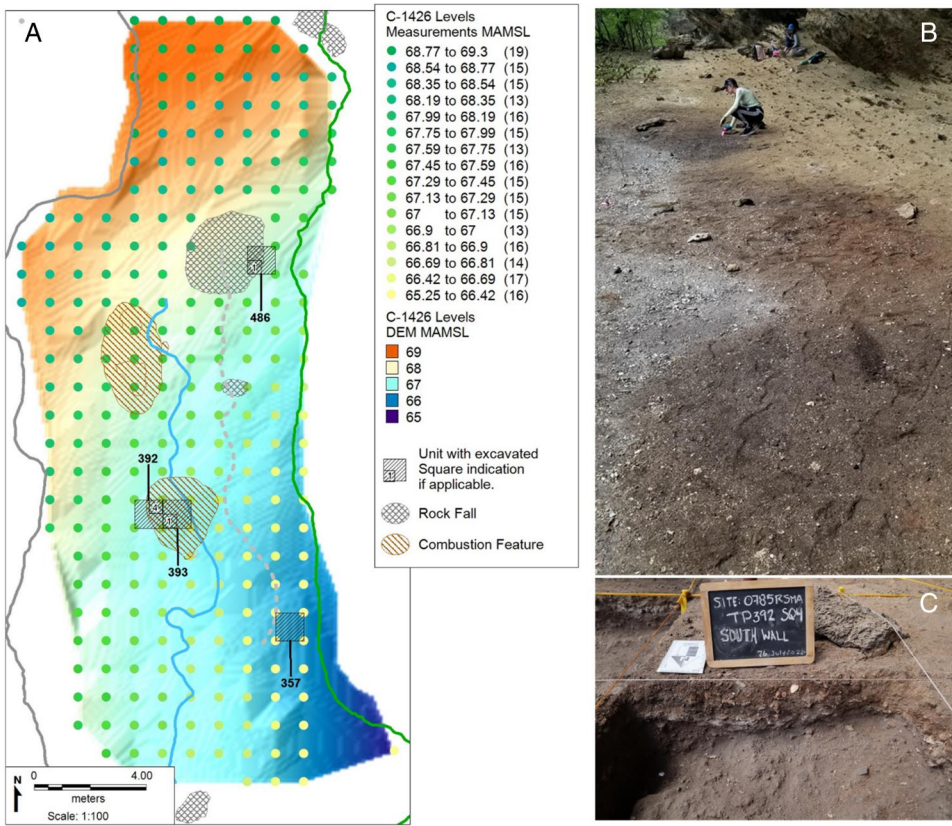 A
C-1426 Levels
Measurements MAMSL
68.77 to 69.3 (19)
68.54 to 68.77 (15)
68.35 to 68.54 (15)
68.19 to 68.35 (13)
67.99 to 68.19 (16)
67.75 to 67.99 (15)
67.59 to 67.75 (13)
67.45 to 67.59 (16)
67.29 to 67.45 (15)
67.13 to 67.29 (15)
67 to 67.13 (15)
66.9 to 67 (13)
66.81 to 66.9 (16)
66.69 to 66.81 (14)
66.42 to 66.69 (17)
65.25 to 66.42 (16)
C-1426 Levels
DEM MAMSL
69
68
67
66
65
1
Unit with excavated
Square indication
if applicable.
Rock Fall
Combustion Feature
1
486
392
4
1
393
357
N
0 4.00
meters
Scale: 1:100
B
C
SITE: 0785RSMA
TP392 SQ4
SOUTH WALL